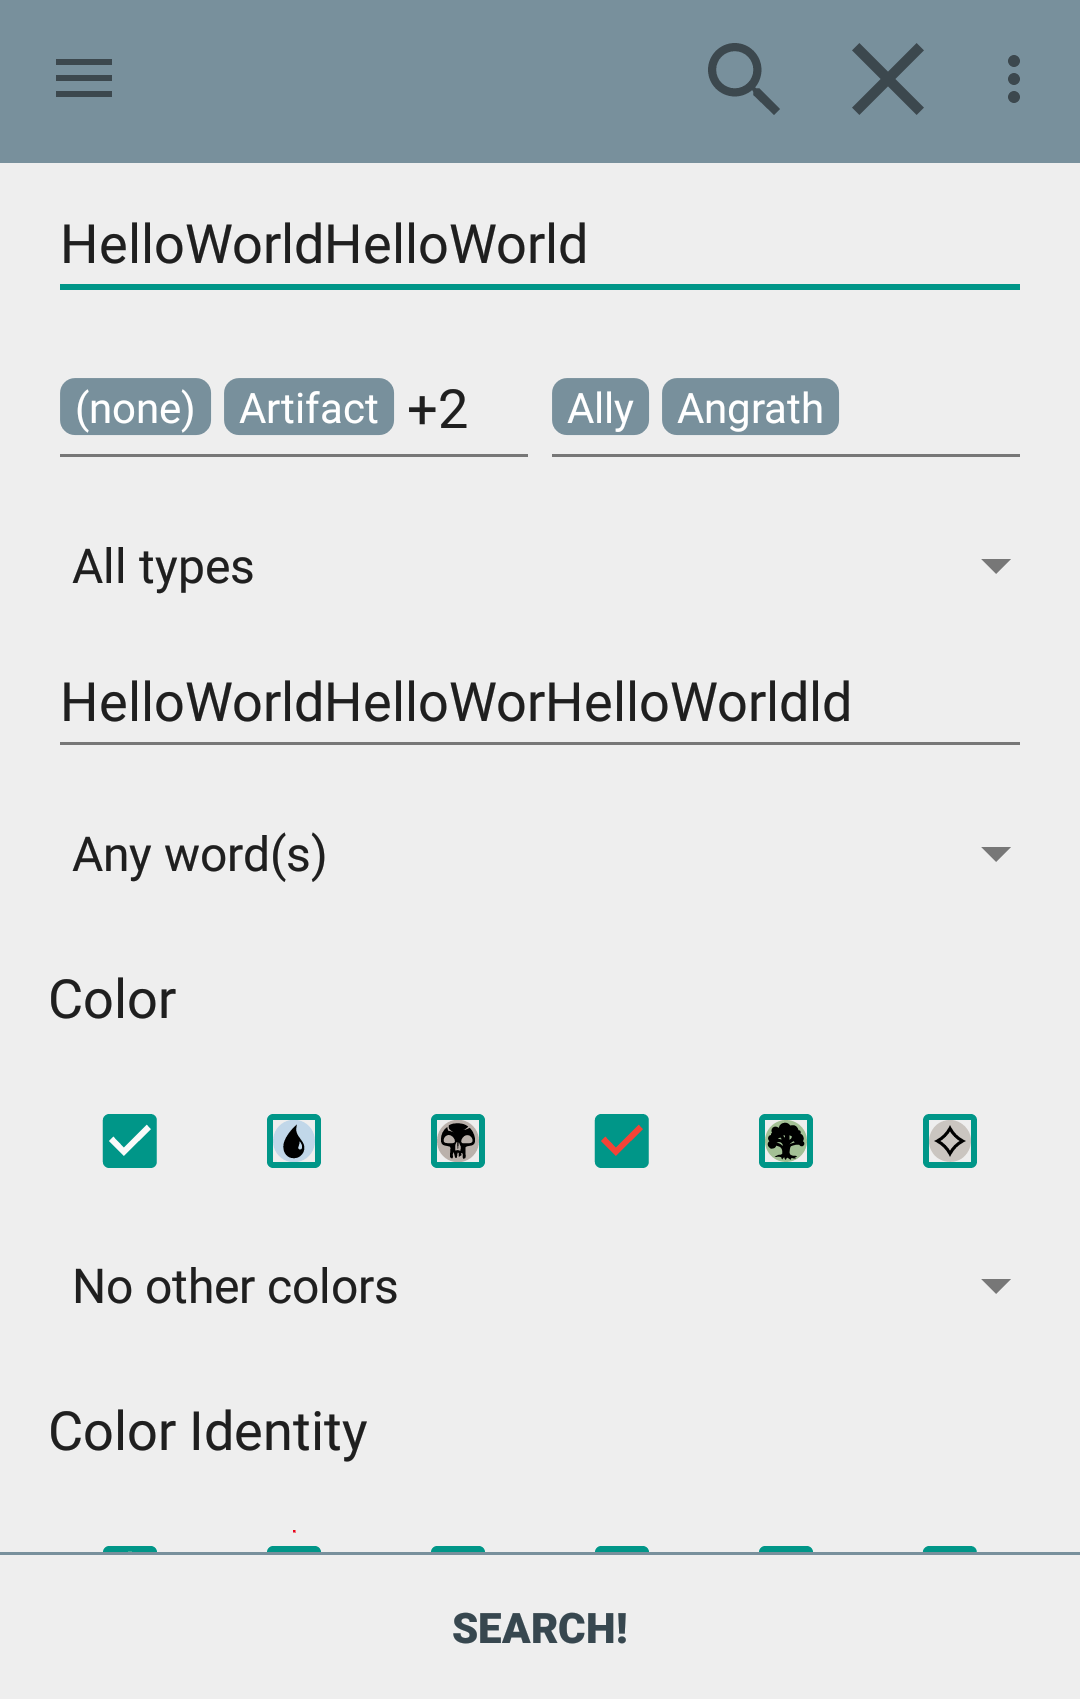 HelloWorldHelloWorld
(none) Artifact +2 Ally Angrath
All types
HelloWorldHelloWorHelloWorldld
Any word(s)
Color
No other colors
Color Identity
SEARCH!